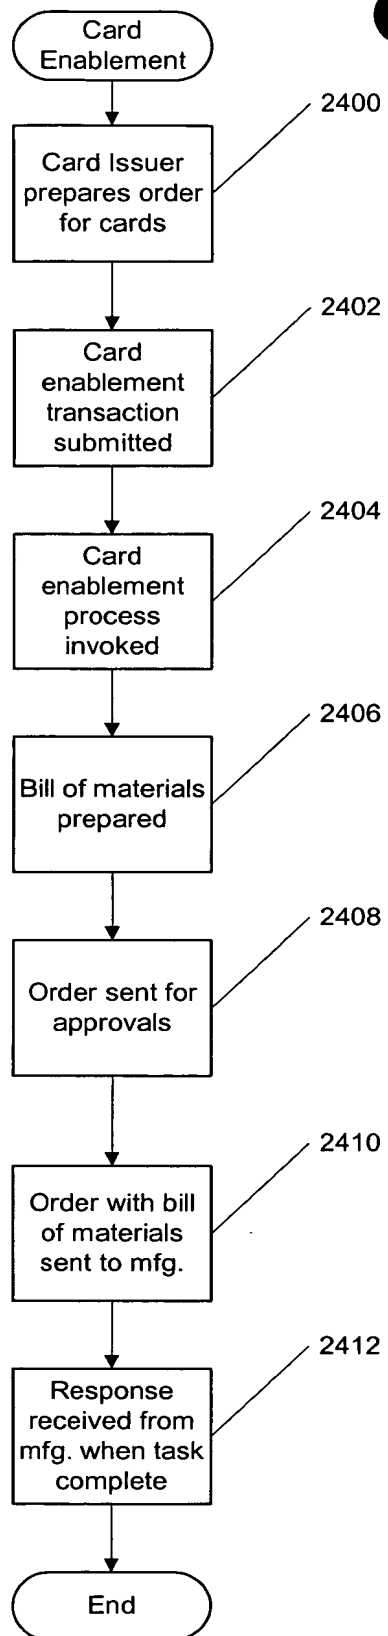 Card
Enablement
2400
Card Issuer
prepares order
for cards
2402
Card
enablement
transaction
submitted
2404
Card
enablement
process
invoked
2406
Bill of materials
prepared
2408
Order sent for
approvals
2410
Order with bill
of materials
sent to mfg.
2412
Response
received from
mfg. when task
complete
End